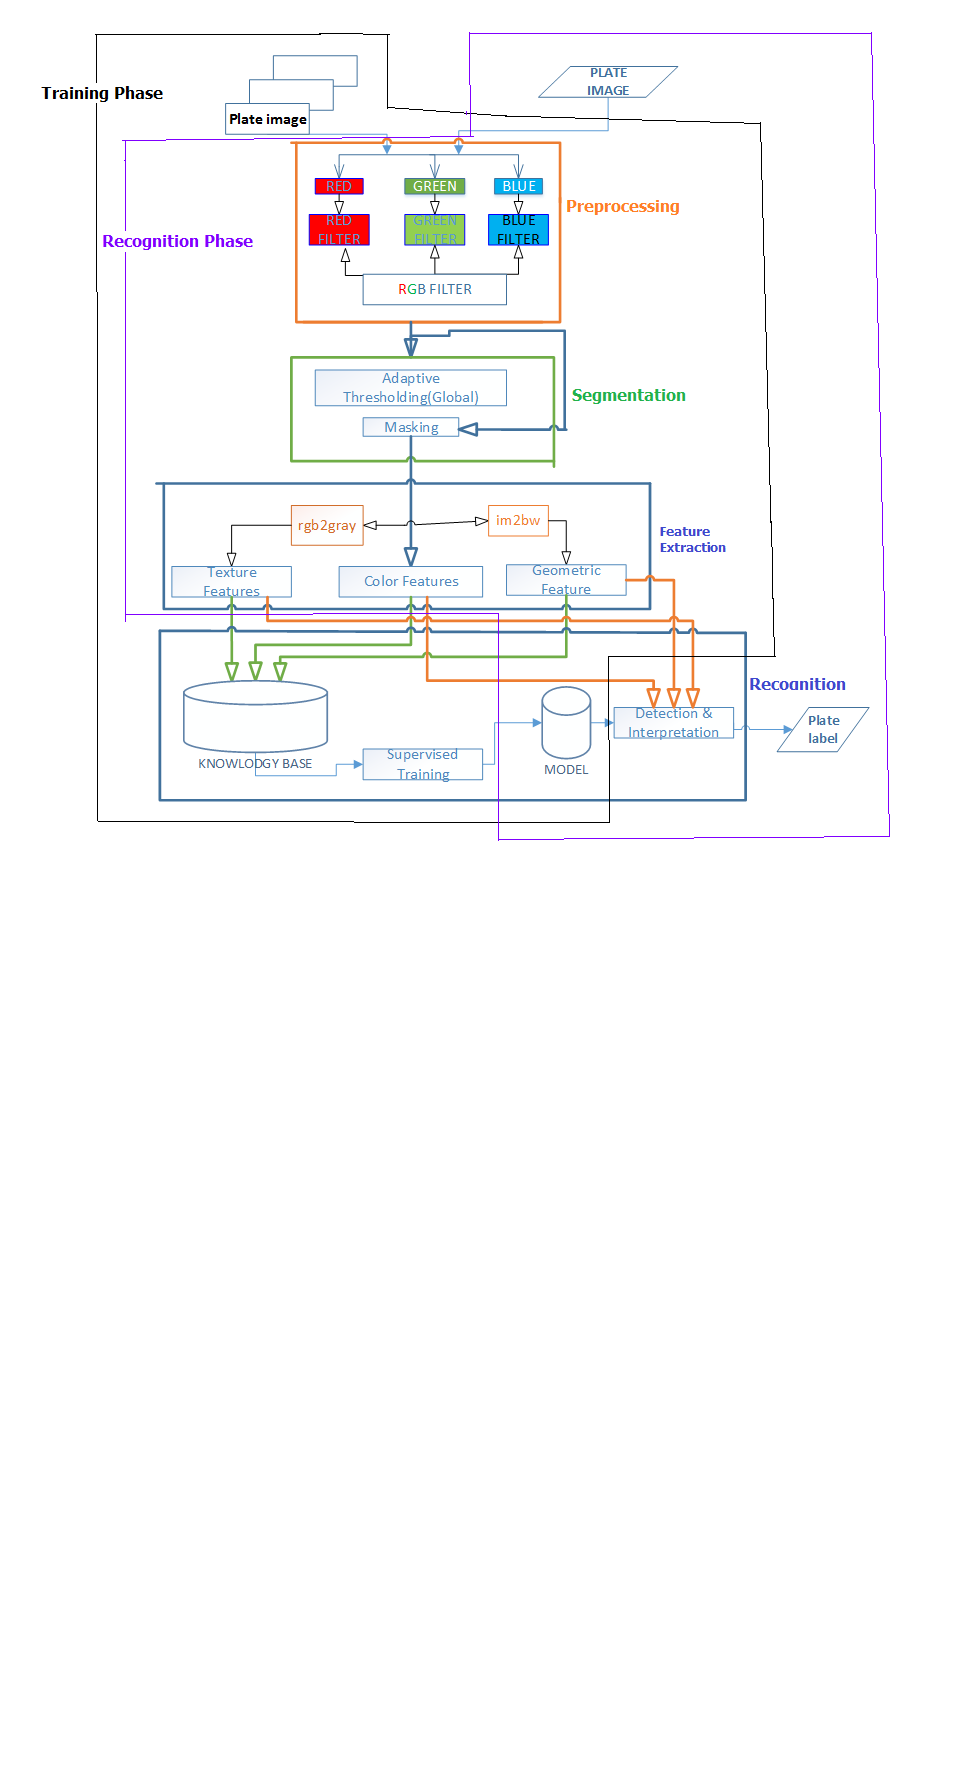 PLATE
IMAGE
Training Phase
Plate image
RED
GREEN
BLUE
Preprocessing
RED
FILTER
GREEN
FILTER
BLUE
FILTER
Recognition Phase
RGB FILTER
Adaptive
Thresholding(Global)
Segmentation
Masking
rgb2gray
im2bw
Feature
Extraction
Texture
Features
Color Features
Geometric
Feature
Recognition
Detection &
Interpretation
Plate
label
KNOWLODGY BASE
Supervised
Training
MODEL